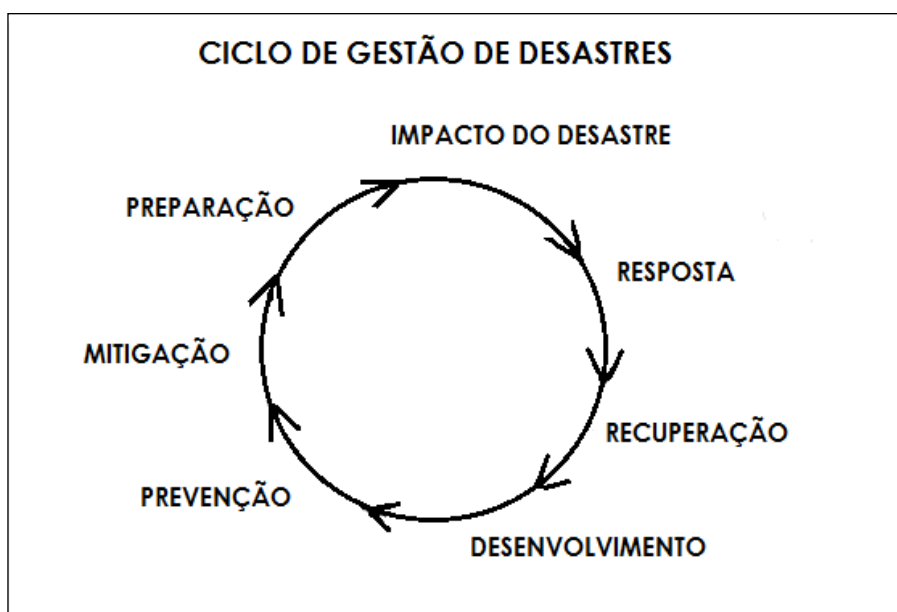 CICLO DE GESTÃO DE DESASTRES
IMPACTO DO DESASTRE
PREPARAÇÃO
RESPOSTA
MITIGAÇÃO
RECUPERAÇÃO
PREVENÇÃO
DESENVOLVIMENTO